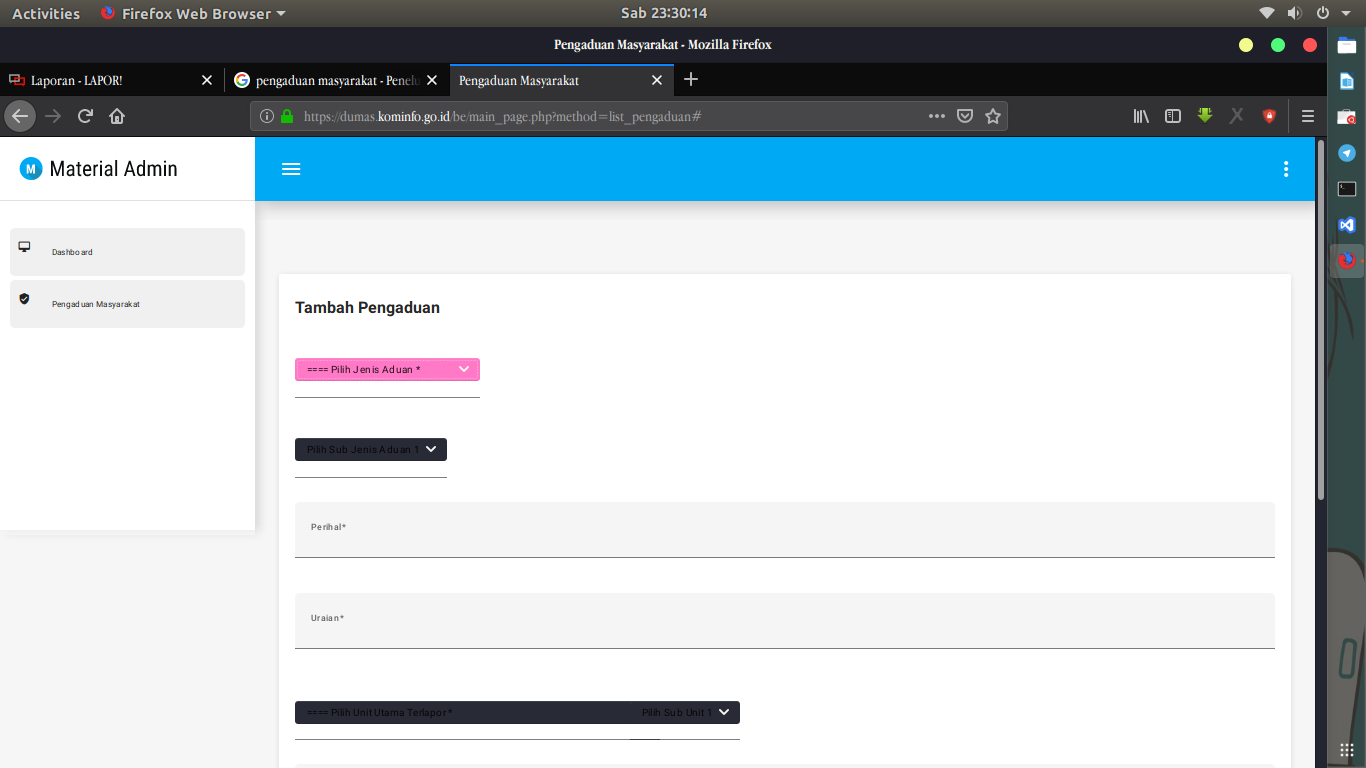 Activities
Firefox Web Browser
Sab 23:30:14
Pengaduan Masyarakat - Mozilla Firefox
Laporan - LAPOR!
pengaduan masyarakat - Penelu
Pengaduan Masyarakat
https://dumas.kominfo.go.id/be/main_page.php?method=list_pengaduan#
M
Material Admin
Dashboard
Pengaduan Masyarakat
Tambah Pengaduan
==== Pilih Jenis Aduan *
Pilih Sub Jenis Aduan 1
Perihal*
Uraian*
==== Pilih Unit Utama Terlapor*
Pilih Sub Unit 1